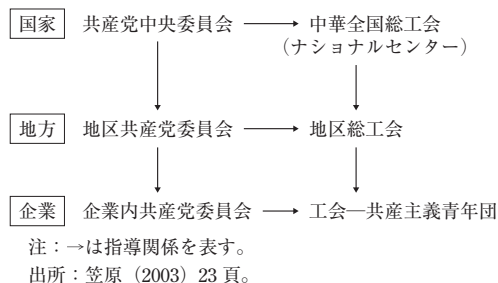 国家 共産党中央委員会 → 中華全国総工会
（ナショナルセンター）
地方 地区共産党委員会 → 地区総工会
企業 企業内共産党委員会 → 工会―共産主義青年団
注：→は指導関係を表す。
出所：笠原（2003）23 頁。